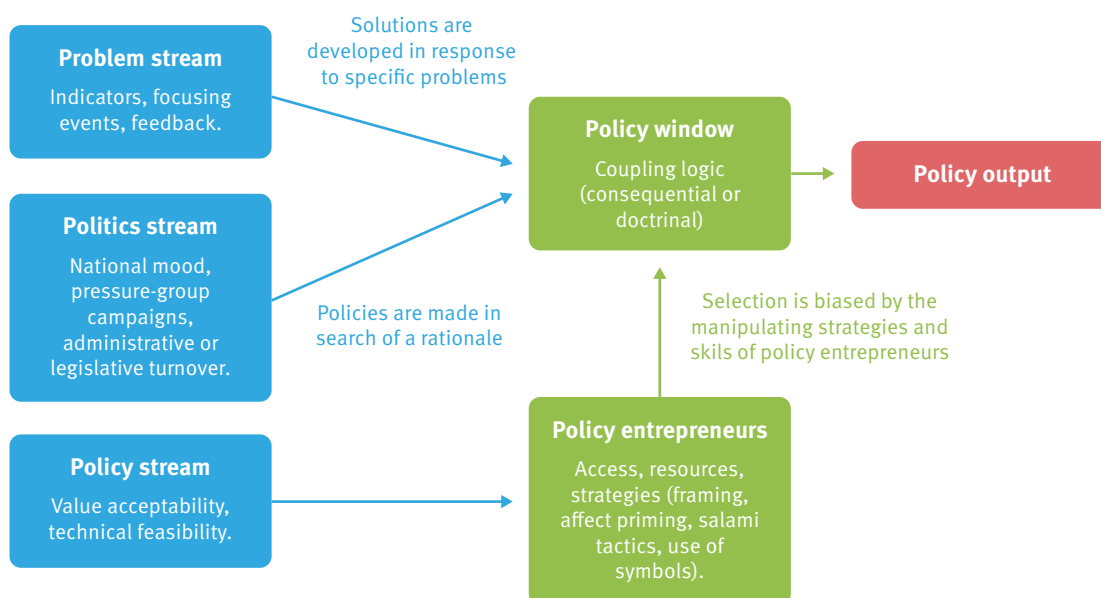 Problem stream
Indicators, focusing
events, feedback.
Solutions are
developed in response
to specific problems
Politics stream
National mood,
pressure-group
campaigns,
administrative or
legislative turnover.
Policies are made in
search of a rationale
Policy stream
Value acceptability,
technical feasibility.
Policy window
Coupling logic
(consequential or
doctrinal)
Policy output
Selection is biased by the
manipulating strategies and
skils of policy entrepreneurs
Policy entrepreneurs
Access, resources,
strategies (framing,
affect priming, salami
tactics, use of
symbols).